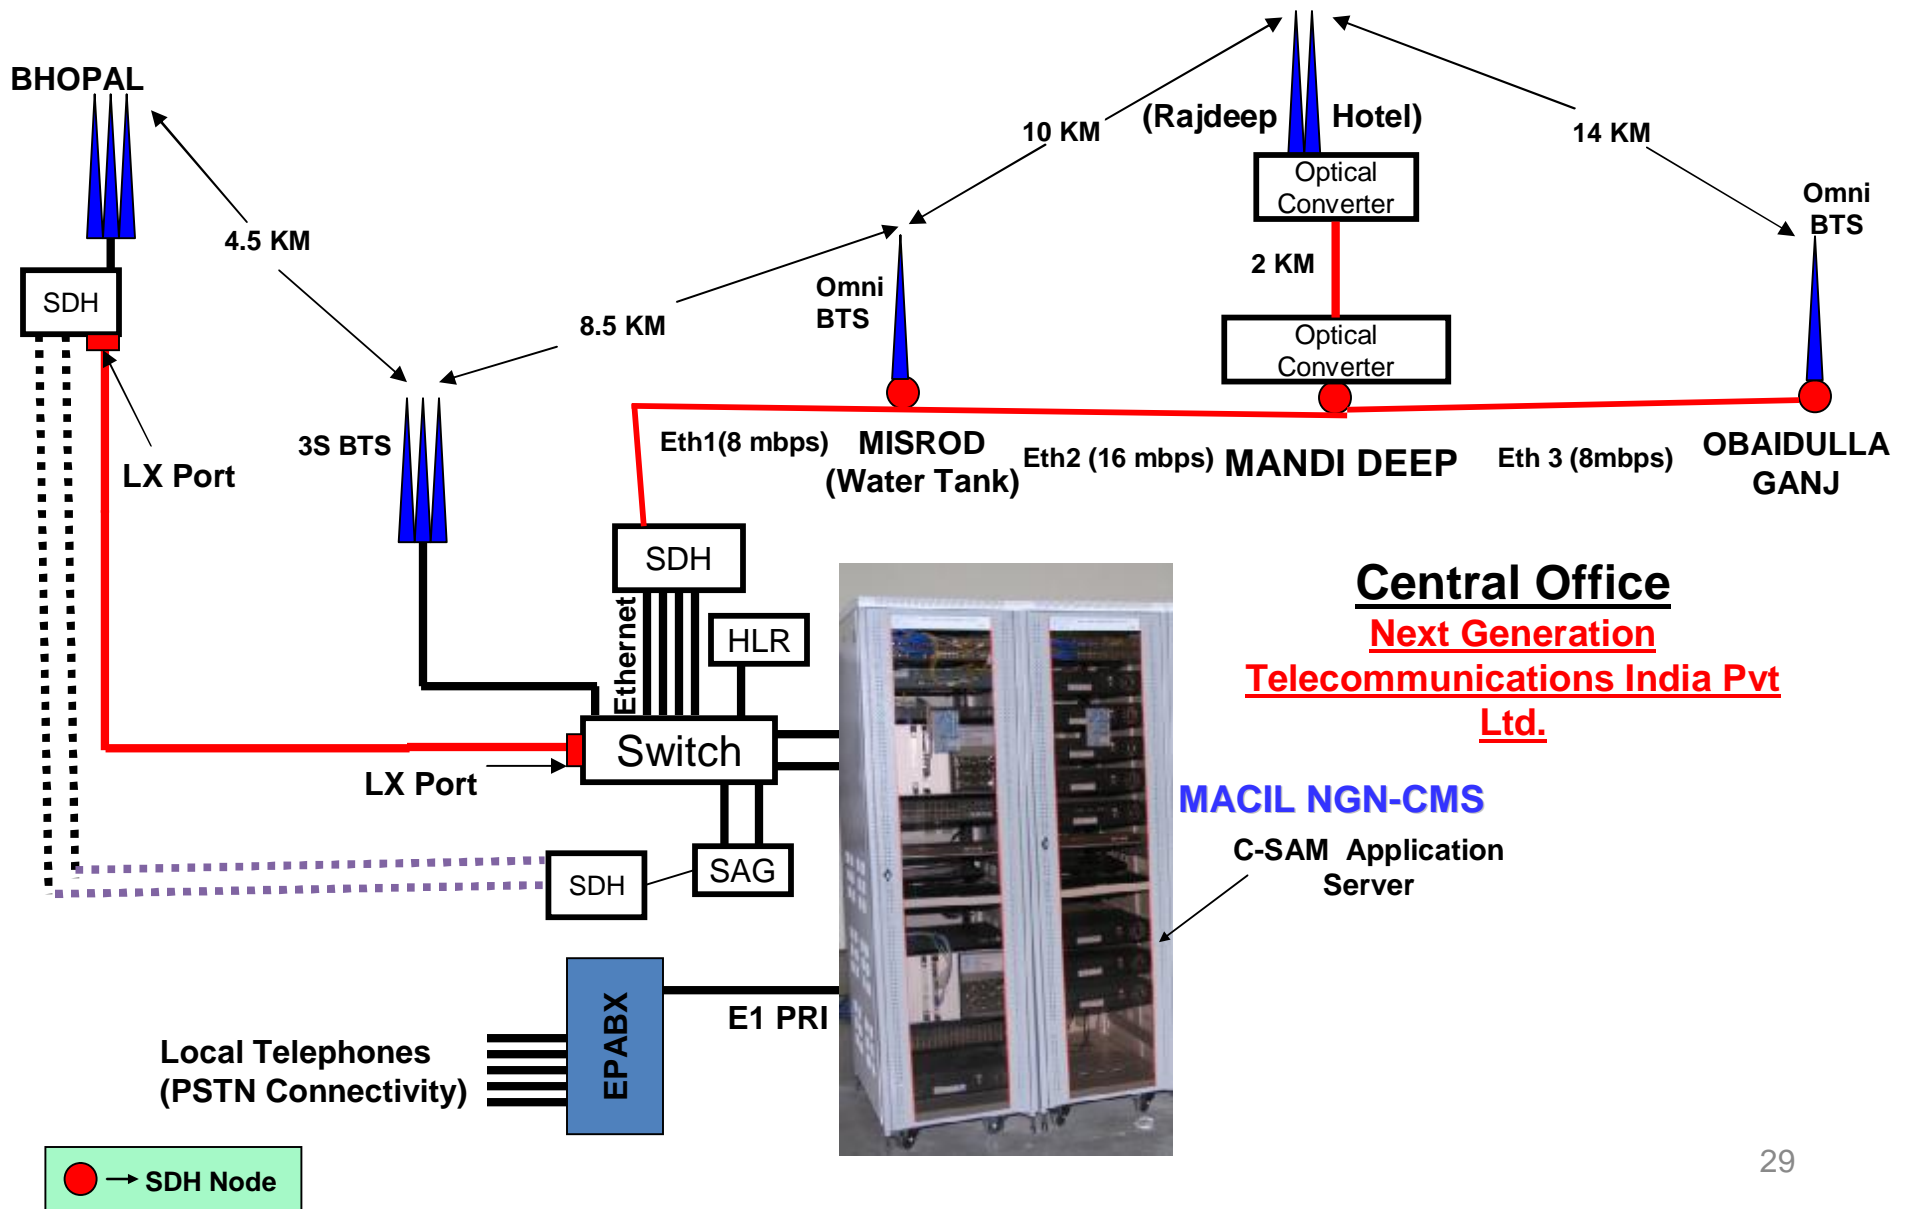 BHOPAL
10 KM
(Rajdeep Hotel)
14 KM
Optical
Converter
Omni
BTS
4.5 KM
2 KM
SDH
Omni
BTS
8.5 KM
Optical
Converter
LX Port
3S BTS
Eth1(8 mbps)
MISROD
(Water Tank)
Eth2 (16 mbps)
MANDI DEEP
Eth 3 (8mbps)
OBAIDULLA
GANJ
SDH
Ethernet
HLR
Central Office
Next Generation
Telecommunications India Pvt
Ltd.
Switch
LX Port
MACIL NGN-CMS
C-SAM Application
Server
SDH
SAG
EPABX
E1 PRI
Local Telephones
(PSTN Connectivity)
SDH Node
29